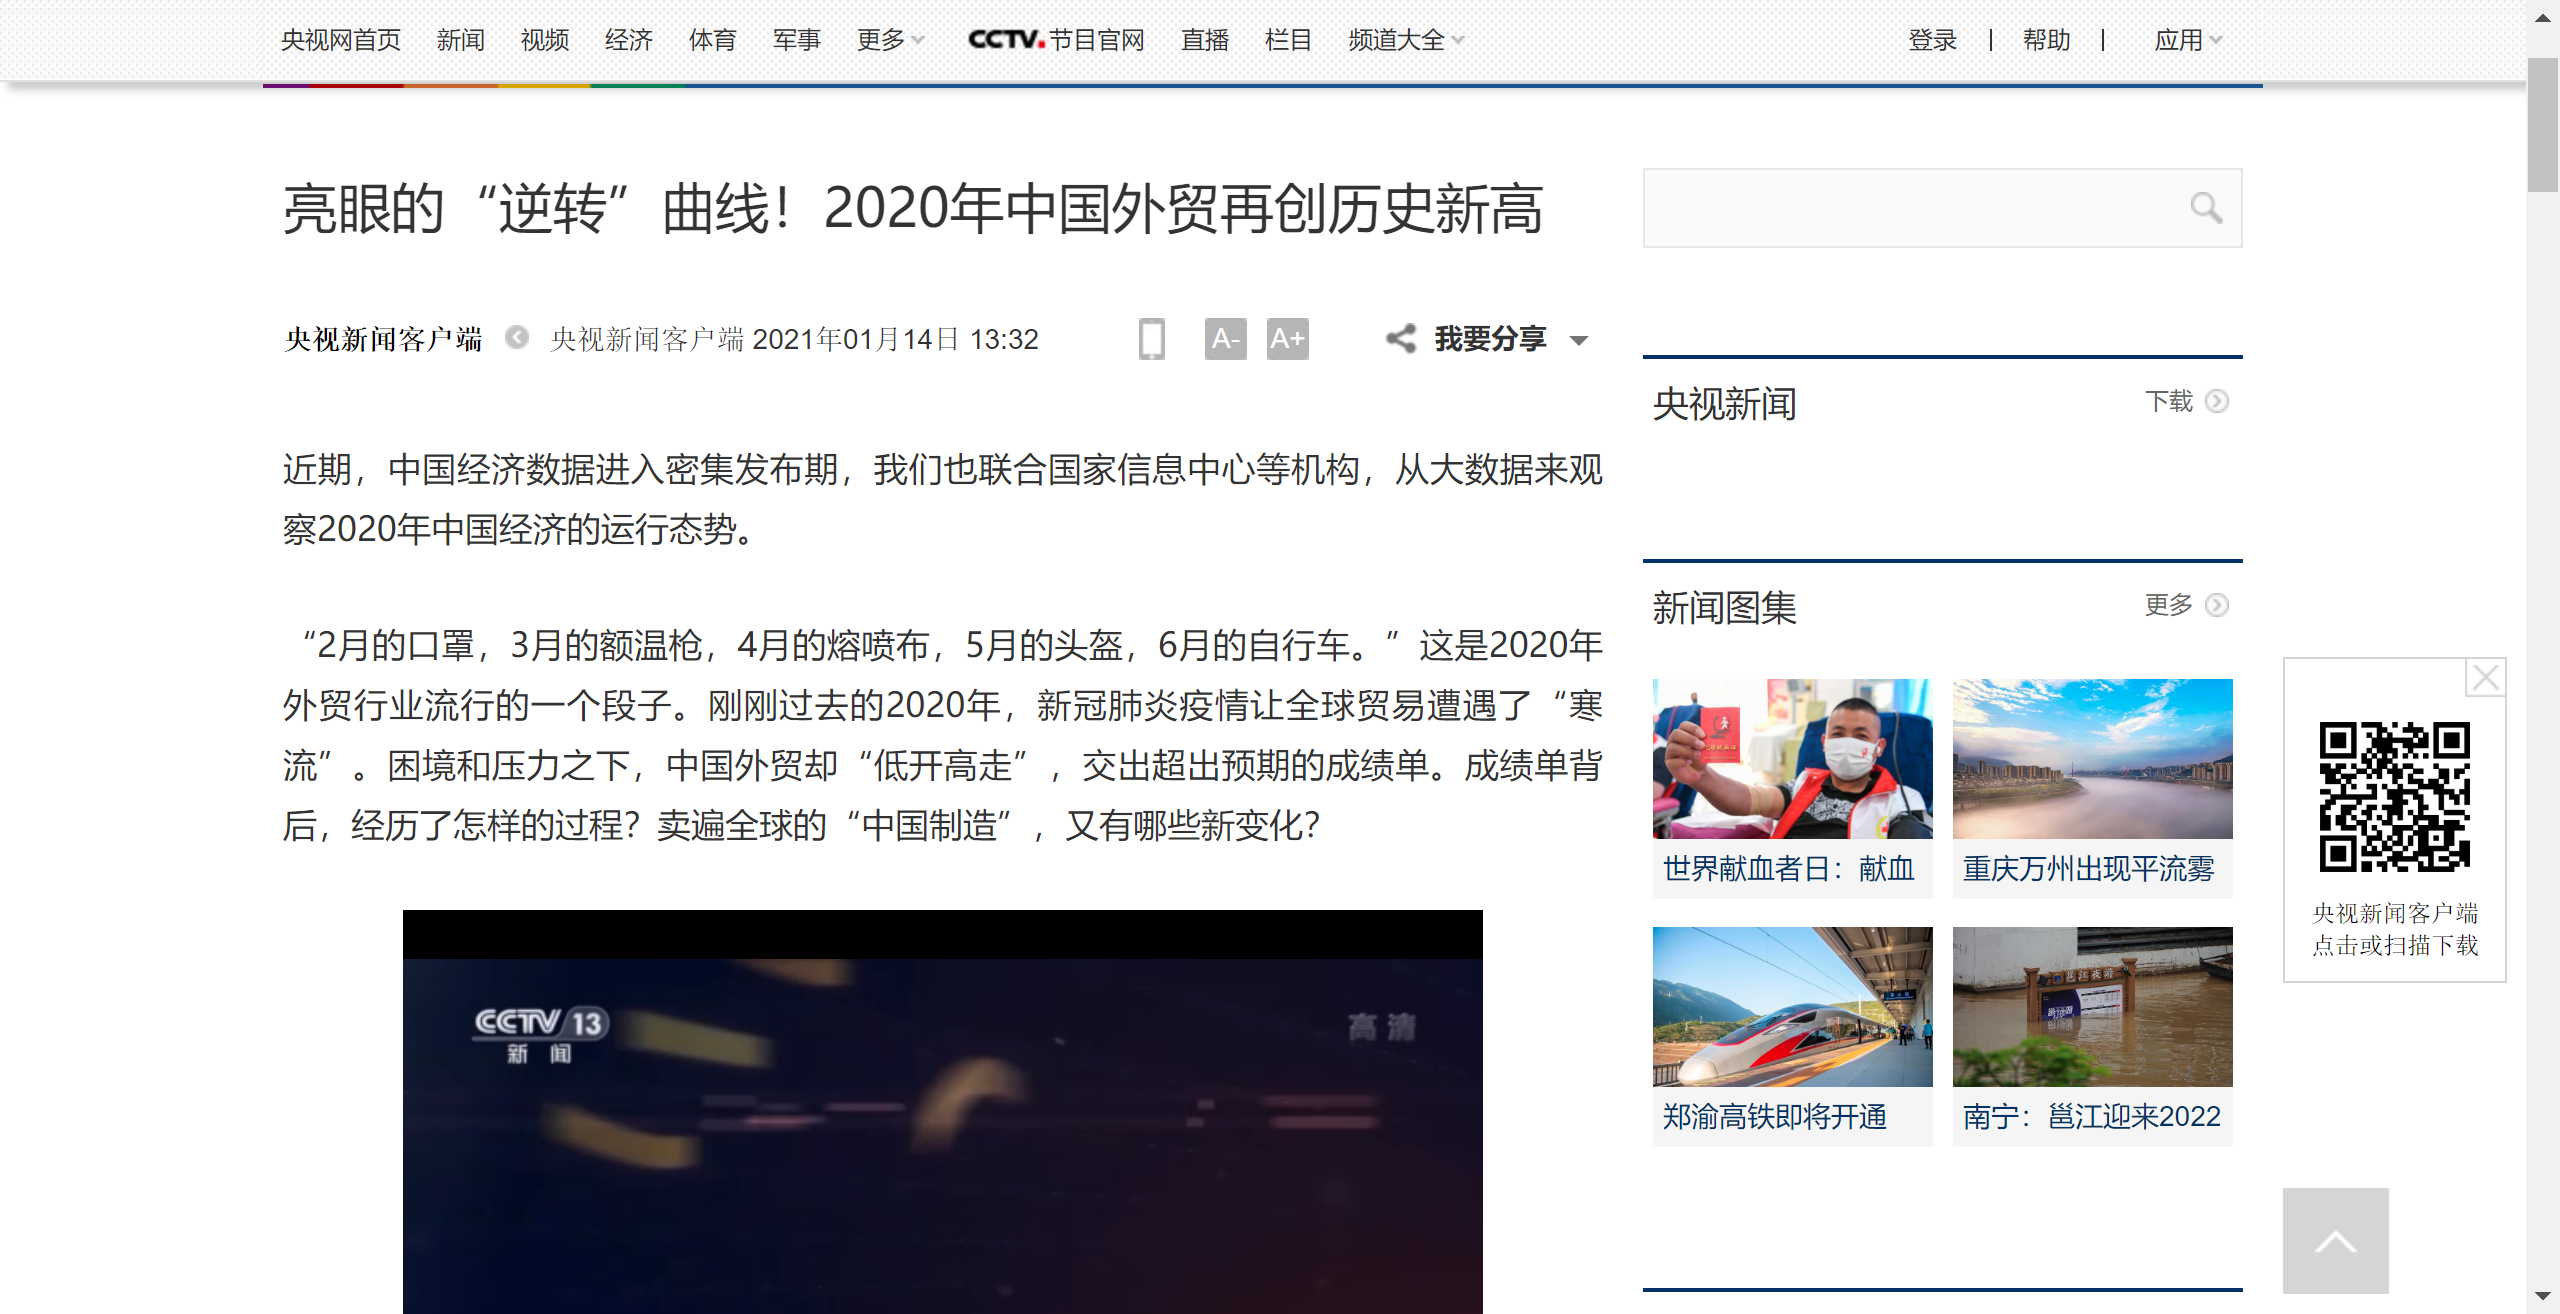 央视网首页 新闻 视频 经济 体育 军事 更多 CCTV.节目官网 直播 栏目 频道大全 登录 | 帮助 | 应用
亮眼的“逆转”曲线！2020年中国外贸再创历史新高
央视新闻客户端 央视新闻客户端 2021年01月14日 13:32 A- A+ 我要分享
近期，中国经济数据进入密集发布期，我们也联合国家信息中心等机构，从大数据来观
察2020年中国经济的运行态势。
“2月的口罩，3月的额温枪，4月的熔喷布，5月的头盔，6月的自行车。”这是2020年
外贸行业流行的一个段子。刚刚过去的2020年，新冠肺炎疫情让全球贸易遭遇了“寒
流”。困境和压力之下，中国外贸却“低开高走”，交出超出预期的成绩单。成绩单背
后，经历了怎样的过程？卖遍全球的“中国制造”，又有哪些新变化？
CCTV 13
新闻
高清
央视新闻 下载
新闻图集 更多
世界献血者日：献血
重庆万州出现平流雾
郑渝高铁即将开通
南宁：邕江迎来2022
央视新闻客户端
点击或扫描下载